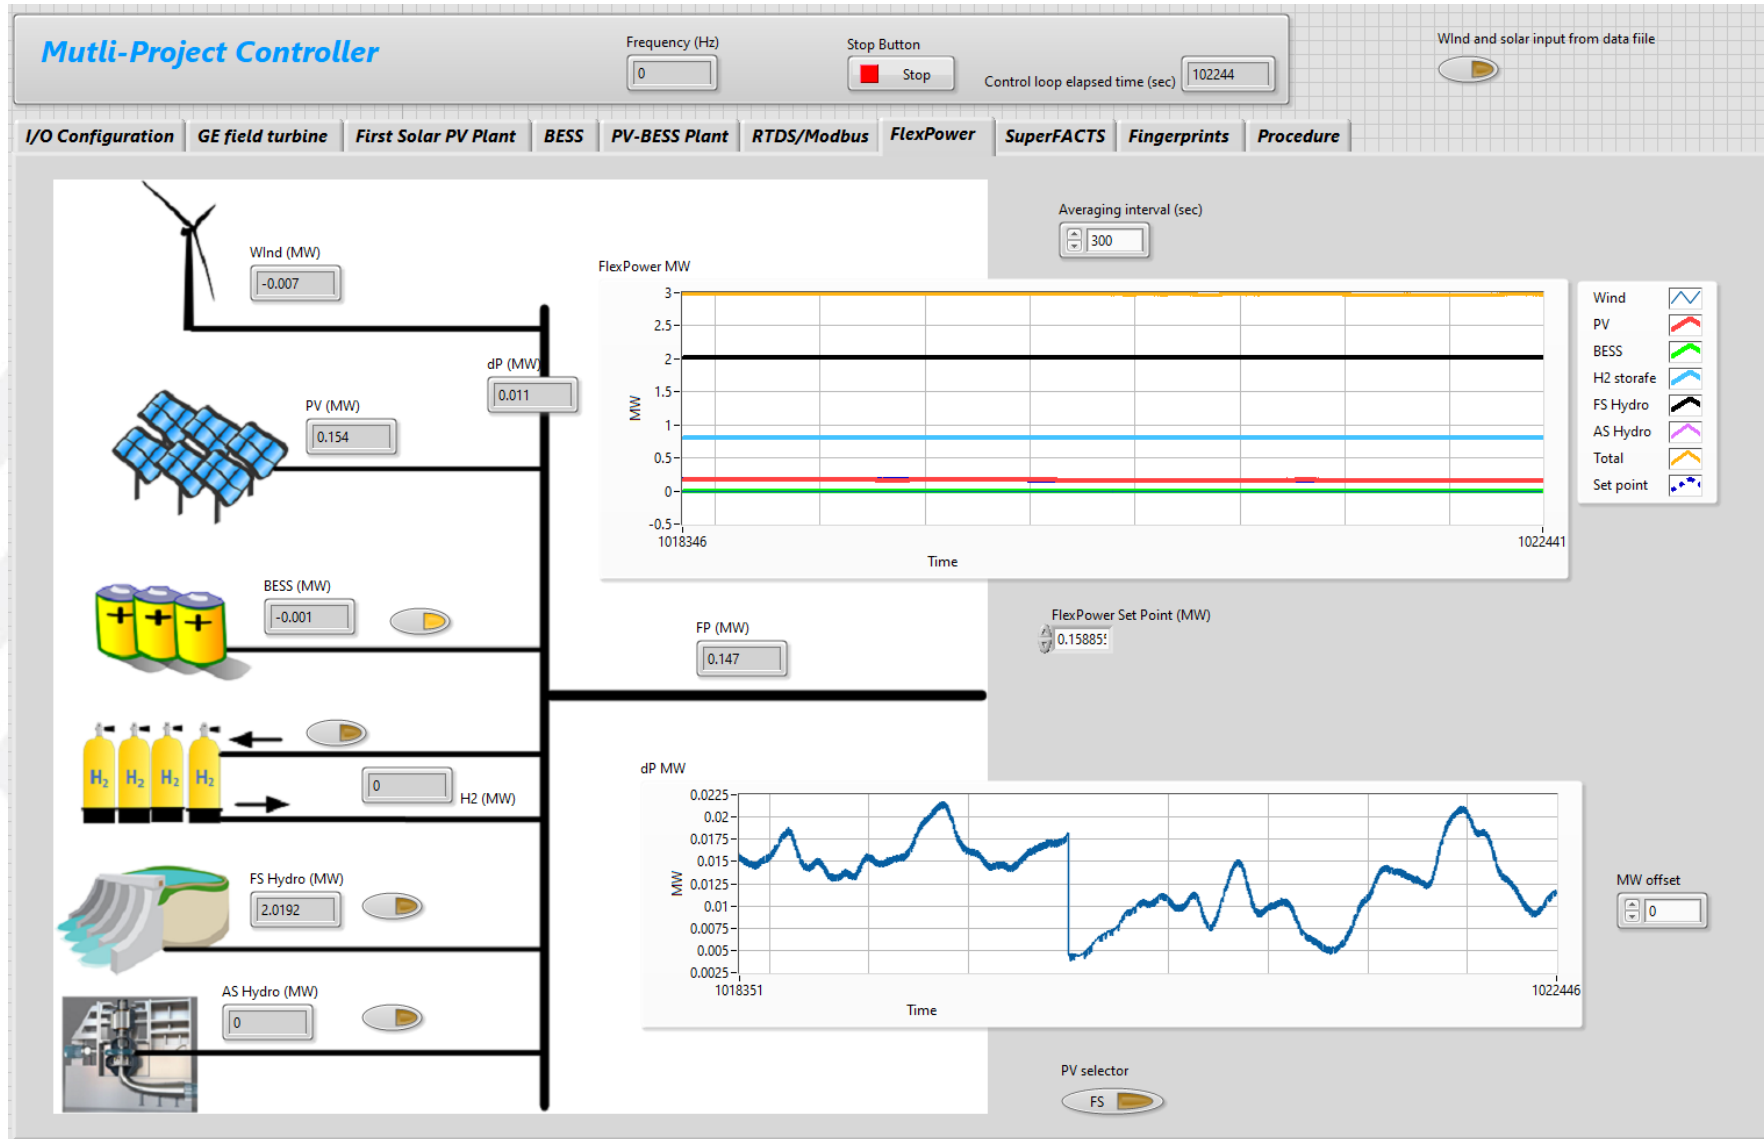 Mutli-Project Controller
Frequency (Hz)
0
Stop Button
Stop
Control loop elapsed time (sec)
102244
WInd and solar input from data fiile
I/O Configuration
GE field turbine
First Solar PV Plant
BESS
PV-BESS Plant
RTDS/Modbus
FlexPower
SuperFACTS
Fingerprints
Procedure
WInd (MW)
-0.007
dP (MW)
0.011
PV (MW)
0.154
BESS (MW)
-0.001
H2 H2 H2 H2
0
H2 (MW)
FS Hydro (MW)
2.0192
AS Hydro (MW)
0
FP (MW)
0.147
Averaging interval (sec)
300
FlexPower MW
3
2.5
2
1.5
1
0.5
0
-0.5
MW
1018346
1022441
Time
Wind
PV
BESS
H2 storafe
FS Hydro
AS Hydro
Total
Set point
FlexPower Set Point (MW)
0.15885
dP MW
0.0225
0.02
0.0175
0.015
0.0125
0.01
0.0075
0.005
0.0025
MW
1018351
1022446
Time
MW offset
0
PV selector
FS